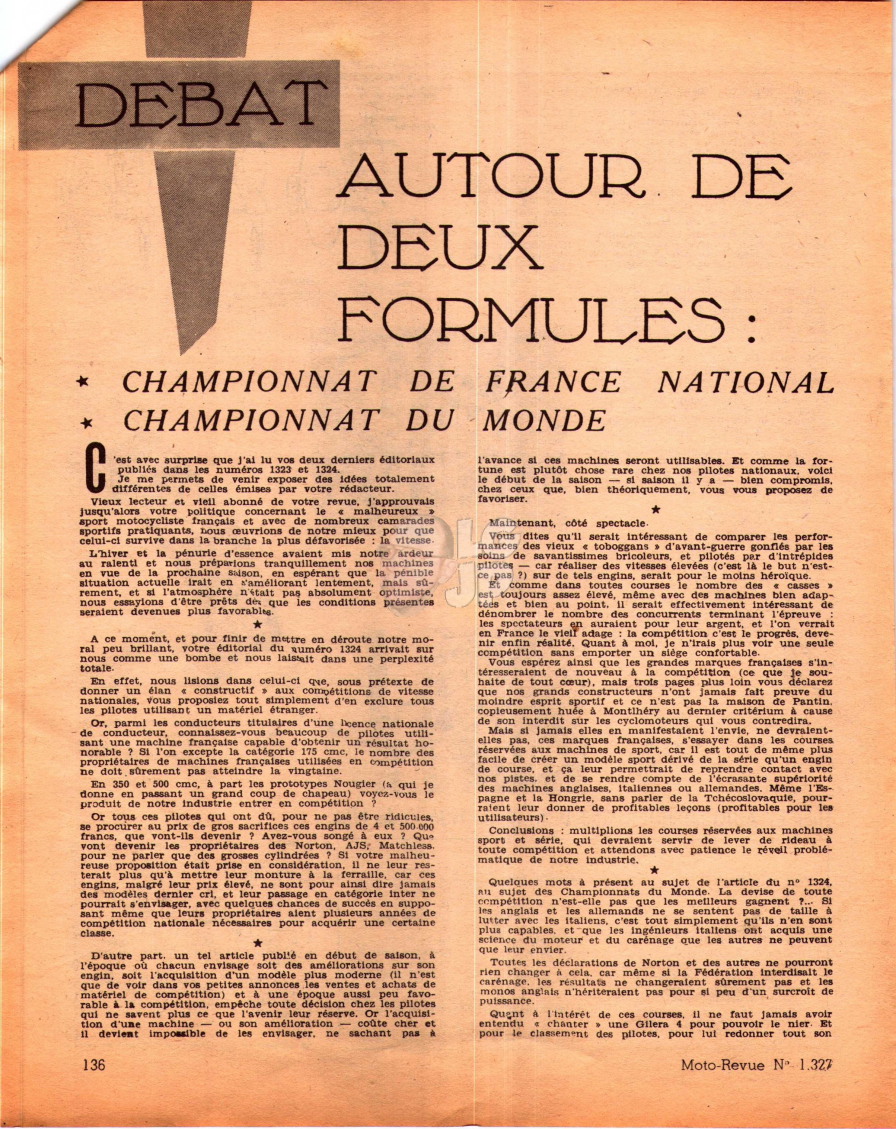 DEBAT
AUTOUR DE
DEUX
FORMULES :
★ CHAMPIONNAT DE FRANCE NATIONAL
★ CHAMPIONNAT DU MONDE
C'est avec surprise que j'ai lu vos deux derniers éditoriaux
publiés dans les numéros 1323 et 1324.
Je me permets de venir exposer des idées totalement
différentes de celles émises par votre rédacteur.
Vieux lecteur et vieil abonné de votre revue, j'approuvais
jusqu'alors votre politique concernant le « malheureux »
sport motocycliste français et avec de nombreux camarades
sportifs pratiquants, nous œuvrions de notre mieux pour que
celui-ci survive dans la branche la plus défavorisée : la vitesse.
L'hiver et la pénurie d'essence avaient mis notre ardeur
au ralenti et nous préparions tranquillement nos machines
en vue de la prochaine saison, en espérant que la pénible
situation actuelle irait en s'améliorant lentement, mais sû-
rement, et si l'atmosphère n'était pas absolument optimiste,
nous essayions d'être prêts dès que les conditions présentes
seraient devenues plus favorables.
★
A ce moment, et pour finir de mettre en déroute notre mo-
ral peu brillant, votre éditorial du numéro 1324 arrivait sur
nous comme une bombe et nous laissait dans une perplexité
totale.
En effet, nous lisions dans celui-ci que, sous prétexte de
donner un élan « constructif » aux compétitions de vitesse
nationales, vous proposiez tout simplement d'en exclure tous
les pilotes utilisant un matériel étranger.
Or, parmi les conducteurs titulaires d'une licence nationale
de conducteur, connaissez-vous beaucoup de pilotes utili-
sant une machine française capable d'obtenir un résultat ho-
norable ? Si l'on excepte la catégorie 175 cmc, le nombre des
propriétaires de machines françaises utilisées en compétition
ne doit sûrement pas atteindre la vingtaine.
En 350 et 500 cmc, à part les prototypes Nougier (à qui je
donne en passant un grand coup de chapeau) voyez-vous le
produit de notre industrie entrer en compétition ?
Or tous ces pilotes qui ont dû, pour ne pas être ridicules,
se procurer au prix de gros sacrifices ces engins de 4 et 500.000
francs, que vont-ils devenir ? Avez-vous songé à eux ? Que
vont devenir les propriétaires des Norton, AJS, Matchless,
pour ne parler que des grosses cylindrées ? Si votre malheu-
reuse proposition était prise en considération, il ne leur res-
terait plus qu'à mettre leur monture à la ferraille, car ces
engins, malgré leur prix élevé, ne sont pour ainsi dire jamais
des modèles dernier cri, et leur passage en catégorie inter ne
pourrait s'envisager, avec quelques chances de succès en suppo-
sant même que leurs propriétaires aient plusieurs années de
compétition nationale nécessaires pour acquérir une certaine
classe.
★
D'autre part, un tel article publié en début de saison, à
l'époque où chacun envisage soit des améliorations sur son
engin, soit l'acquisition d'un modèle plus moderne (il n'est
que de voir dans vos petites annonces les ventes et achats de
matériel de compétition) et à une époque aussi peu favo-
rable à la compétition, empêche toute décision chez les pilotes
qui ne savent plus ce que l'avenir leur réserve. Or l'acquisi-
tion d'une machine — ou son amélioration — coûte cher et
il devient impossible de les envisager, ne sachant pas à
l'avance si ces machines seront utilisables. Et comme la for-
tune est plutôt chose rare chez nos pilotes nationaux, voici
le début de la saison — si saison il y a — bien compromis,
chez ceux que, bien théoriquement, vous vous proposez de
favoriser.
★
Maintenant, côté spectacle.
Vous dites qu'il serait intéressant de comparer les perfor-
mances des vieux « toboggans » d'avant-guerre gonflés par les
soins de savantissimes bricoleurs, et pilotés par d'intrépides
pilotes — car réaliser des vitesses élevées (c'est là le but n'est-
ce pas ?) sur de tels engins, serait pour le moins héroïque.
Et comme dans toutes courses le nombre des « casses »
est toujours assez élevé, même avec des machines bien adap-
tées et bien au point, il serait effectivement intéressant de
dénombrer le nombre des concurrents terminant l'épreuve :
les spectateurs en auraient pour leur argent, et l'on verrait
en France le vieil adage : la compétition c'est le progrès, deve-
nir enfin réalité. Quant à moi, je n'irais plus voir une seule
compétition sans emporter un siège confortable.
Vous espérez ainsi que les grandes marques françaises s'in-
téresseraient de nouveau à la compétition (ce que je sou-
haite de tout cœur), mais trois pages plus loin vous déclarez
que nos grands constructeurs n'ont jamais fait preuve du
moindre esprit sportif et ce n'est pas la maison de Pantin,
copieusement huée à Montlhéry au dernier critérium à cause
de son interdit sur les cyclomoteurs qui vous contredira.
Mais si jamais elles en manifestaient l'envie, ne devraient-
elles pas, ces marques françaises, s'essayer dans les courses
réservées aux machines de sport, car il est tout de même plus
facile de créer un modèle sport dérivé de la série qu'un engin
de course, et ça leur permettrait de reprendre contact avec
nos pistes, et de se rendre compte de l'écrasante supériorité
des machines anglaises, italiennes ou allemandes. Même l'Es-
pagne et la Hongrie, sans parler de la Tchécoslovaquie, pour-
raient leur donner de profitables leçons (profitables pour les
utilisateurs).
Conclusions : multiplions les courses réservées aux machines
sport et série, qui devraient servir de lever de rideau à
toute compétition et attendons avec patience le réveil problé-
matique de notre industrie.
★
Quelques mots à présent au sujet de l'article du n° 1324,
au sujet des Championnats du Monde. La devise de toute
compétition n'est-elle pas que les meilleurs gagnent ?... Si
les anglais et les allemands ne se sentent pas de taille à
lutter avec les italiens, c'est tout simplement qu'ils n'en sont
plus capables, et que les ingénieurs italiens ont acquis une
science du moteur et du carénage que les autres ne peuvent
que leur envier.
Toutes les déclarations de Norton et des autres ne pourront
rien changer à cela, car même si la Fédération interdisait le
carénage, les résultats ne changeraient sûrement pas et les
monos anglais n'hériteraient pas pour si peu d'un surcroît de
puissance.
Quant à l'intérêt de ces courses, il ne faut jamais avoir
entendu « chanter » une Gilera 4 pour pouvoir le nier. Et
pour le classement des pilotes, pour lui redonner tout son
136
Moto-Revue N° 1.327